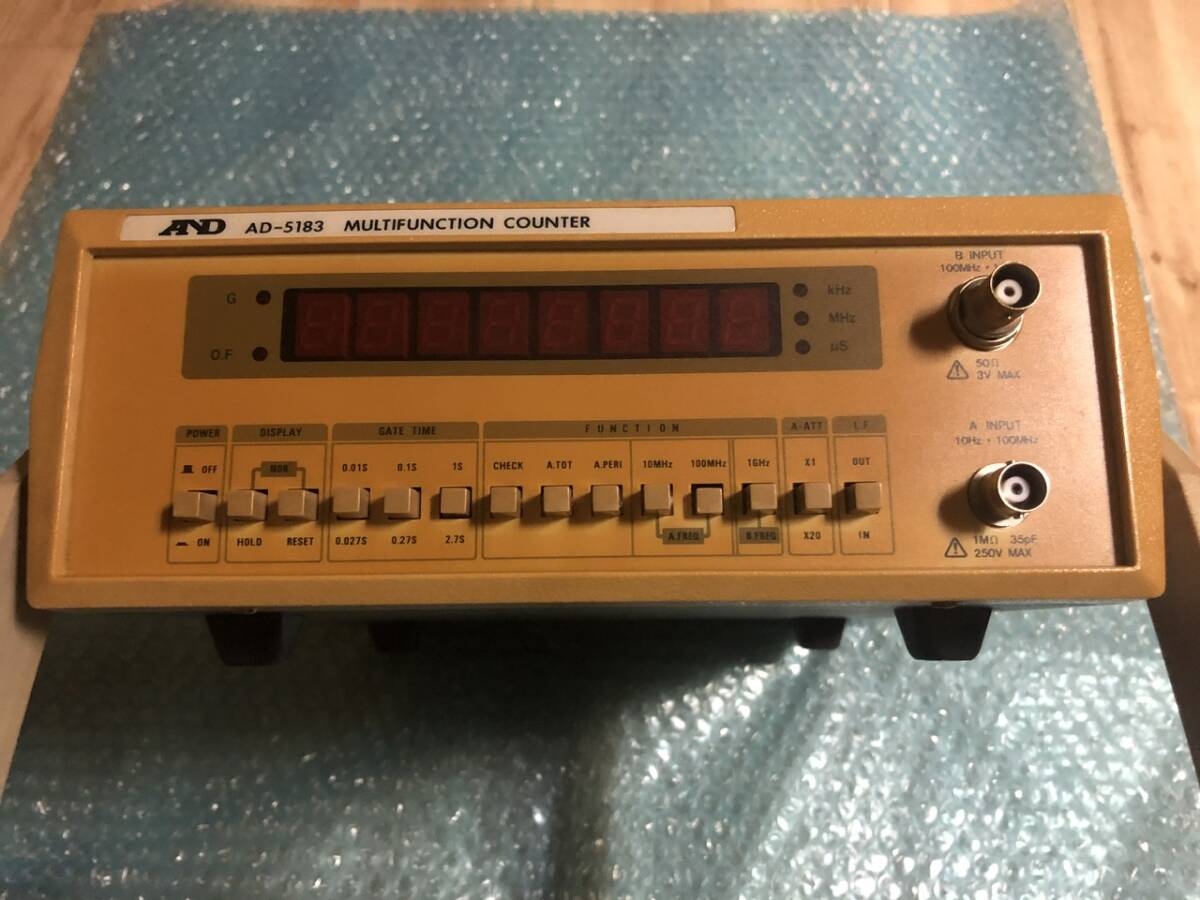 AND AD-5183 MULTIFUNCTION COUNTER
B INPUT
100MHz •
G
kHz
MHz
O.F
µS
50Ω
3V MAX
POWER DISPLAY GATE TIME FUNCTION A-ATT L.F
A INPUT
10Hz • 100MHz
OFF NOR 0.01S 0.1S 1S CHECK A.TOT A.PERI 10MHz 100MHz 1GHz X1 OUT
ON HOLD RESET 0.027S 0.27S 2.7S A.FREQ B.FREQ X20 IN
1MΩ 35pF
250V MAX